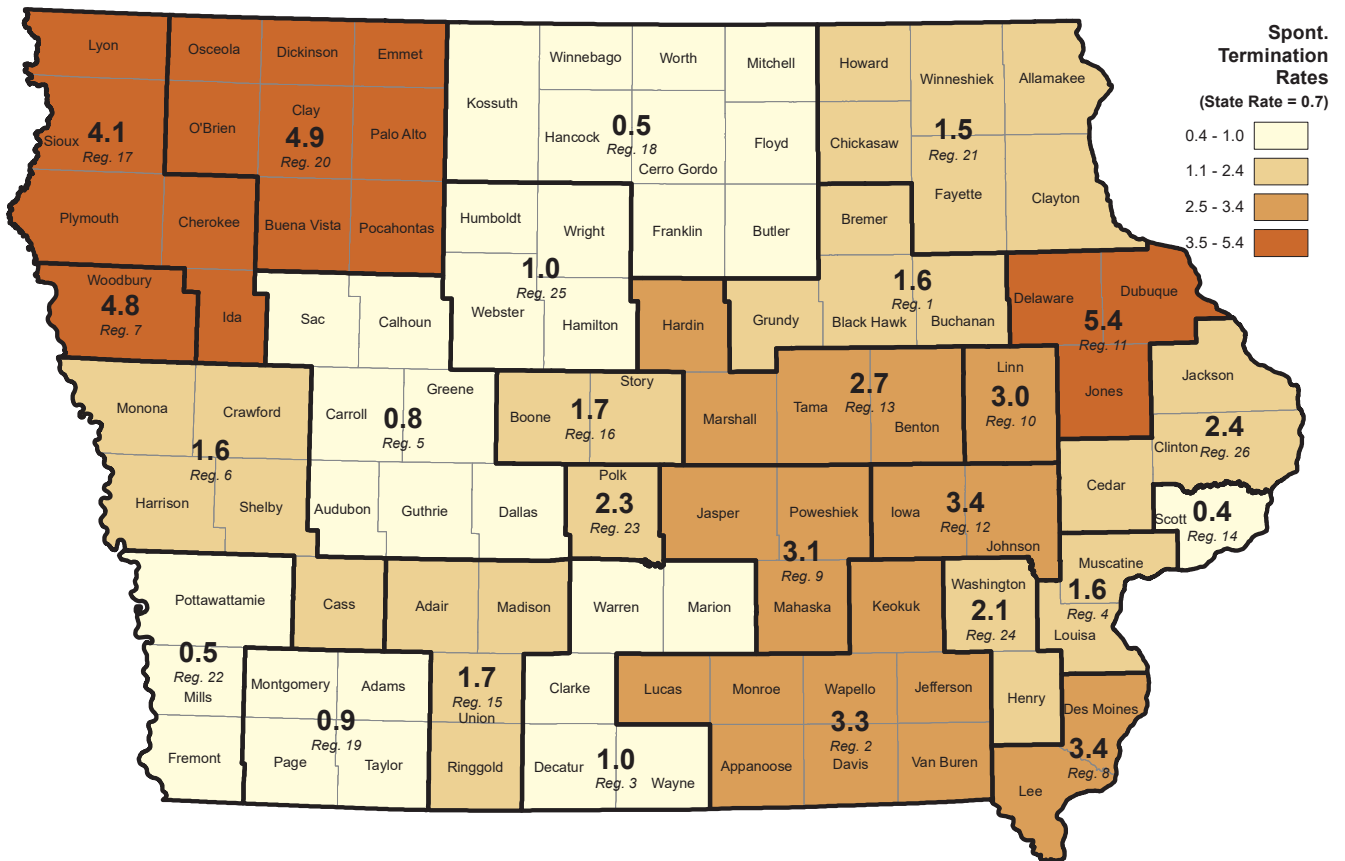 Spont.
Termination
Rates
(State Rate = 0.7)
0.4 - 1.0
1.1 - 2.4
2.5 - 3.4
3.5 - 5.4
Lyon
Osceola
Dickinson
Emmet
Sioux
4.1
Reg. 17
O'Brien
Clay
4.9
Reg. 20
Palo Alto
Plymouth
Cherokee
Buena Vista
Pocahontas
Kossuth
Winnebago
Worth
Mitchell
Hancock
0.5
Reg. 18
Cerro Gordo
Floyd
Franklin
Butler
Howard
Winneshiek
Allamakee
Chickasaw
1.5
Reg. 21
Fayette
Clayton
Humboldt
Wright
1.0
Reg. 25
Webster
Hamilton
Bremer
1.6
Reg. 1
Grundy
Black Hawk
Buchanan
Woodbury
4.8
Reg. 7
Ida
Sac
Calhoun
Hardin
Delaware
Dubuque
5.4
Reg. 11
Jones
Jackson
2.4
Clinton
Reg. 26
Monona
Crawford
1.6
Reg. 6
Harrison
Shelby
Carroll
Greene
0.8
Reg. 5
Audubon
Guthrie
Dallas
Boone
Story
1.7
Reg. 16
Marshall
Tama
2.7
Reg. 13
Benton
Linn
3.0
Reg. 10
Cedar
Scott
0.4
Reg. 14
Polk
2.3
Reg. 23
Jasper
Poweshiek
3.1
Reg. 9
Mahaska
Keokuk
Iowa
3.4
Reg. 12
Johnson
Muscatine
1.6
Reg. 4
Louisa
Washington
2.1
Reg. 24
Henry
Pottawattamie
0.5
Reg. 22
Mills
Fremont
Cass
Adair
Madison
Warren
Marion
Montgomery
Adams
0.9
Reg. 19
Page
Taylor
1.7
Reg. 15
Union
Ringgold
Clarke
Decatur
1.0
Reg. 3
Wayne
Lucas
Monroe
Wapello
Jefferson
3.3
Reg. 2
Appanoose
Davis
Van Buren
Des Moines
3.4
Reg. 8
Lee